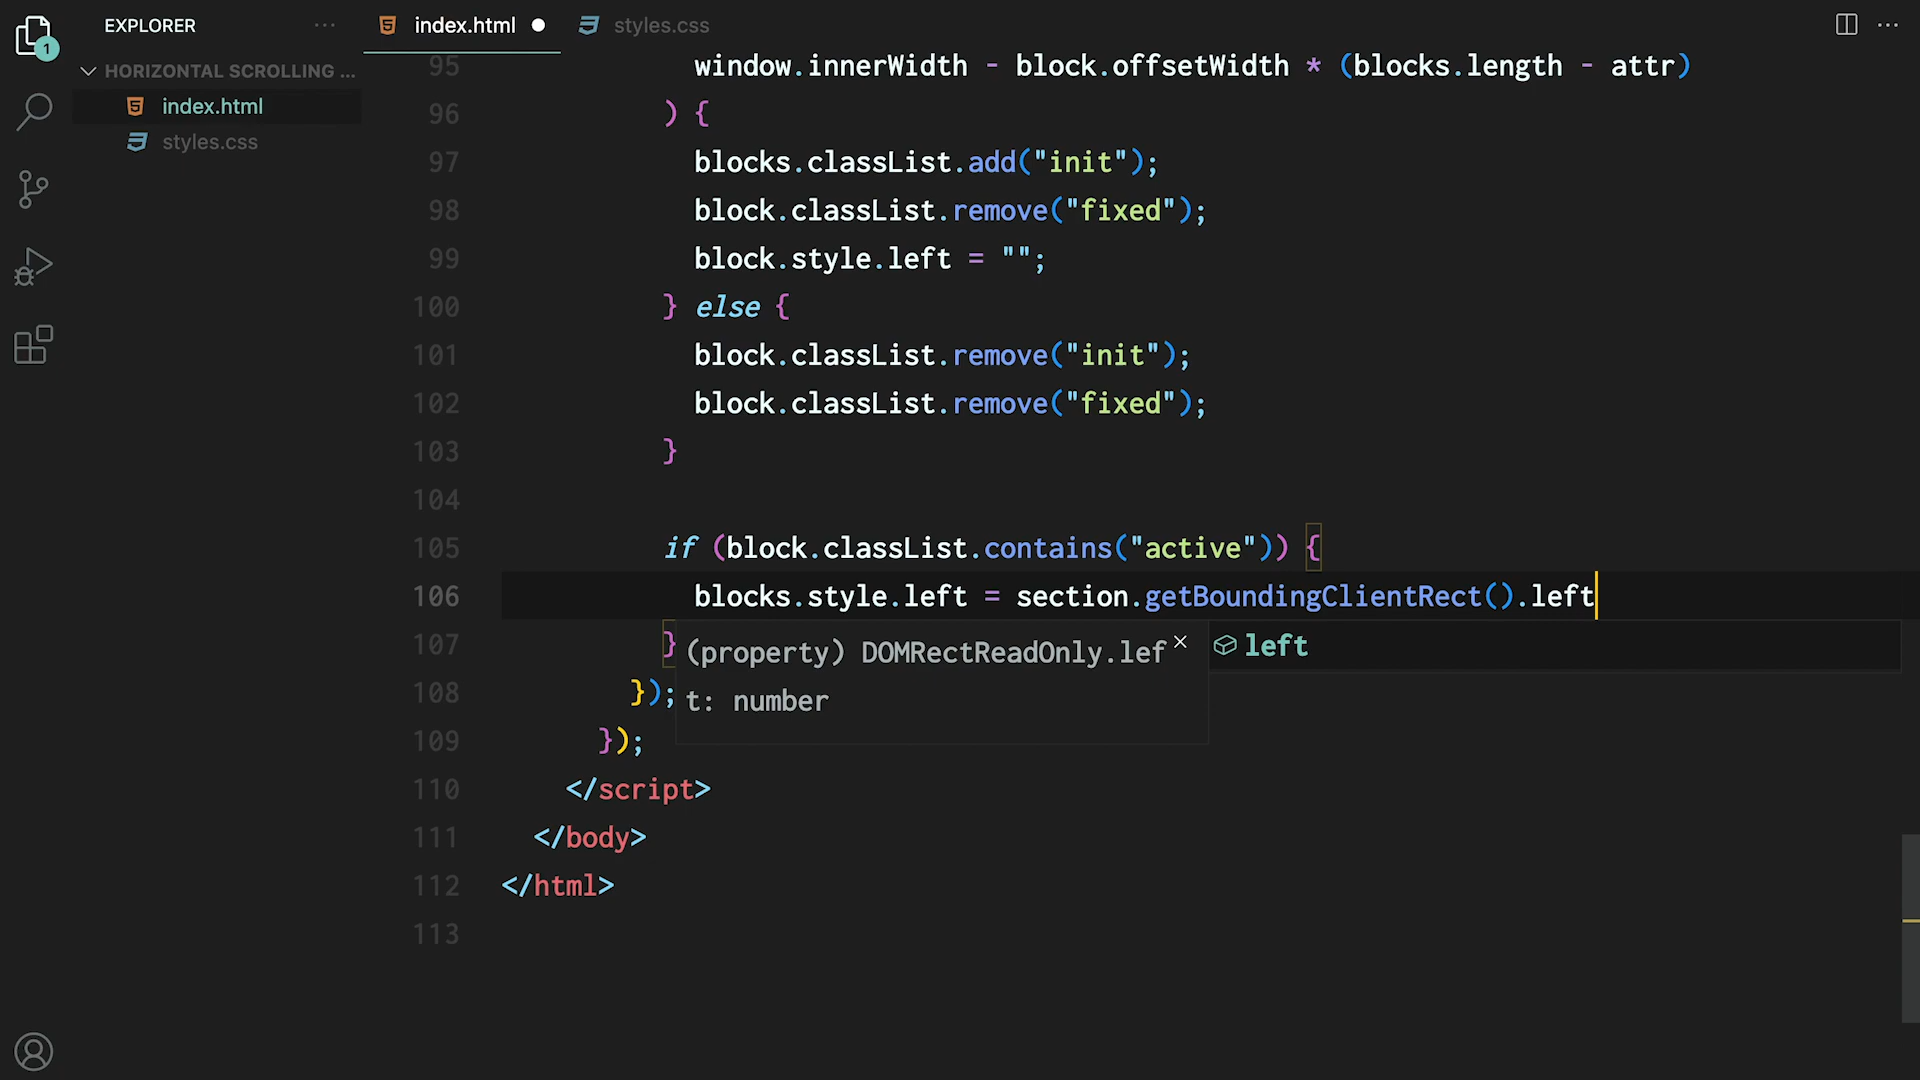 EXPLORER
···
index.html
styles.css
···
1
HORIZONTAL SCROLLING ...
index.html
styles.css
95 window.innerWidth - block.offsetWidth * (blocks.length - attr)
96 ) {
97 blocks.classList.add("init");
98 block.classList.remove("fixed");
99 block.style.left = "";
100 } else {
101 block.classList.remove("init");
102 block.classList.remove("fixed");
103 }
104
105 if (block.classList.contains("active")) {
106 blocks.style.left = section.getBoundingClientRect().left
107 }
(property) DOMRectReadOnly.lef
t: number
×
left
108 });
109 });
110 </script>
111 </body>
112 </html>
113